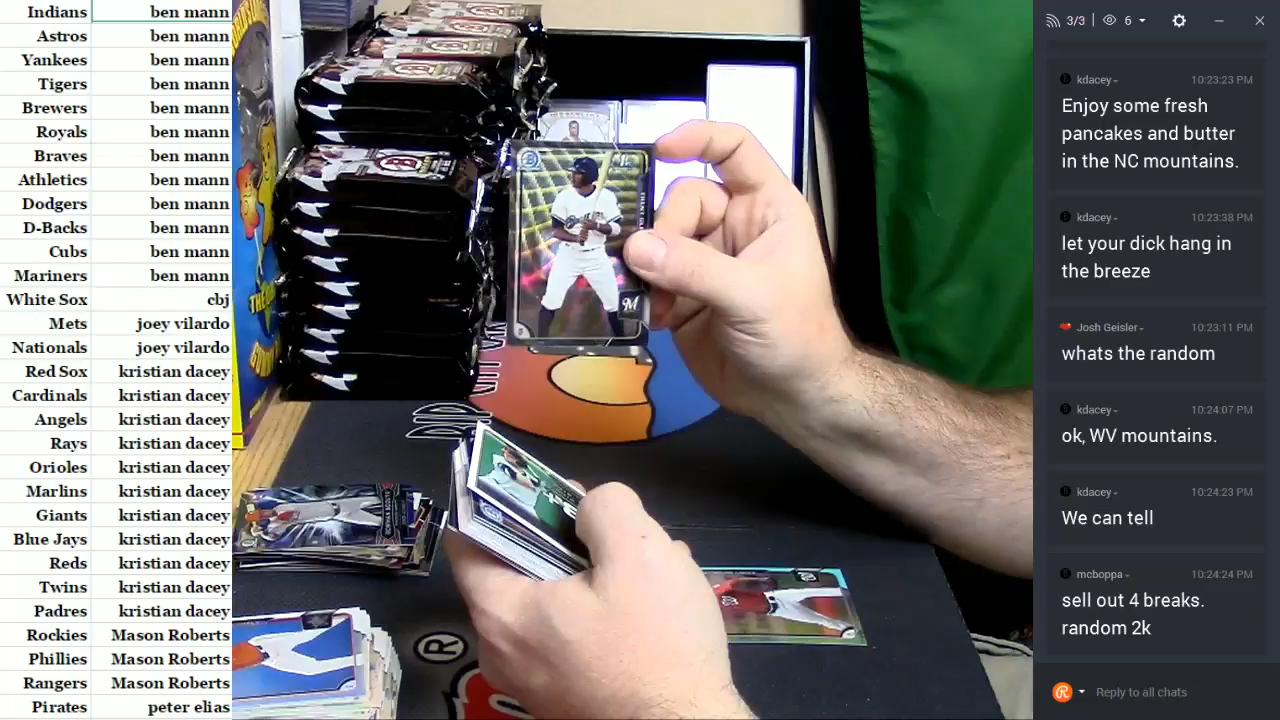 Indians ben mann
Astros ben mann
Yankees ben mann
Tigers ben mann
Brewers ben mann
Royals ben mann
Braves ben mann
Athletics ben mann
Dodgers ben mann
D-Backs ben mann
Cubs ben mann
Mariners ben mann
White Sox cbj
Mets joey vilardo
Nationals joey vilardo
Red Sox kristian dacey
Cardinals kristian dacey
Angels kristian dacey
Rays kristian dacey
Orioles kristian dacey
Marlins kristian dacey
Giants kristian dacey
Blue Jays kristian dacey
Reds kristian dacey
Twins kristian dacey
Padres kristian dacey
Rockies Mason Roberts
Phillies Mason Roberts
Rangers Mason Roberts
Pirates peter elias
M
®
3/3 6
kdacey 10:23:23 PM
Enjoy some fresh
pancakes and butter
in the NC mountains.
kdacey 10:23:38 PM
let your dick hang in
the breeze
Josh Geisler 10:23:11 PM
whats the random
kdacey 10:24:07 PM
ok, WV mountains.
kdacey 10:24:23 PM
We can tell
mcboppa 10:24:24 PM
sell out 4 breaks.
random 2k
Reply to all chats